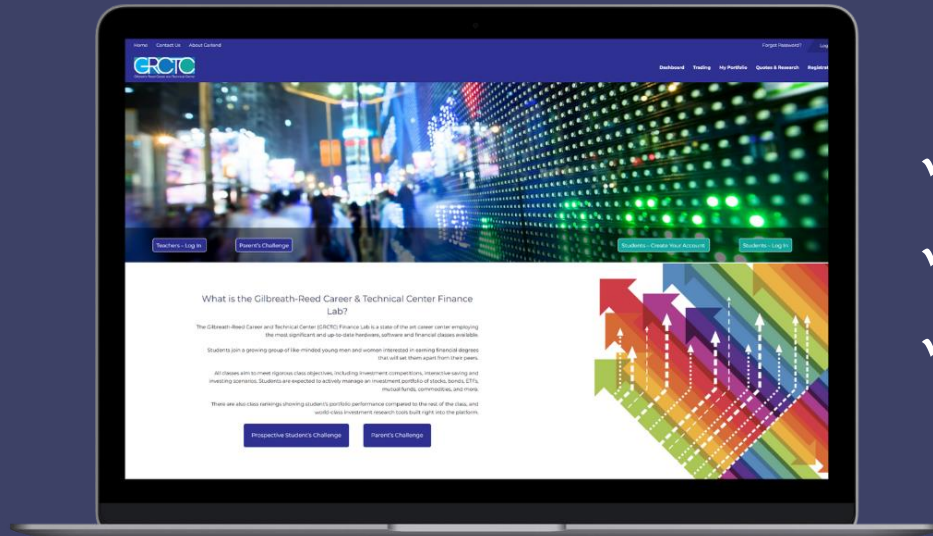 Home Contact Us About Garland
Forgot Password?
GRCTC
Dashboard Trading My Portfolio Quotes & Research
Teachers - Log In
Parent's Challenge
Students - Create Your Account
Students - Log In
What is the Gilbreath-Reed Career & Technical Center Finance
Lab?
The Gilbreath-Reed Career and Technical Center (GRCTC) Finance Lab is a state of the art career center employing
the most significant and up-to-date hardware, software and financial classes available.
Students join a growing group of like-minded young men and women interested in earning financial degrees
that will set them apart from their peers.
All classes aim to meet rigorous class objectives, including investment competitions, interactive saving and
investing scenarios. Students are expected to actively manage an investment portfolio of stocks, bonds, ETFs,
mutual funds, commodities, and more.
There are also class rankings showing student's portfolio performance compared to the rest of the class, and
world-class investment research tools built right into the platform.
Prospective Student's Challenge
Parent's Challenge